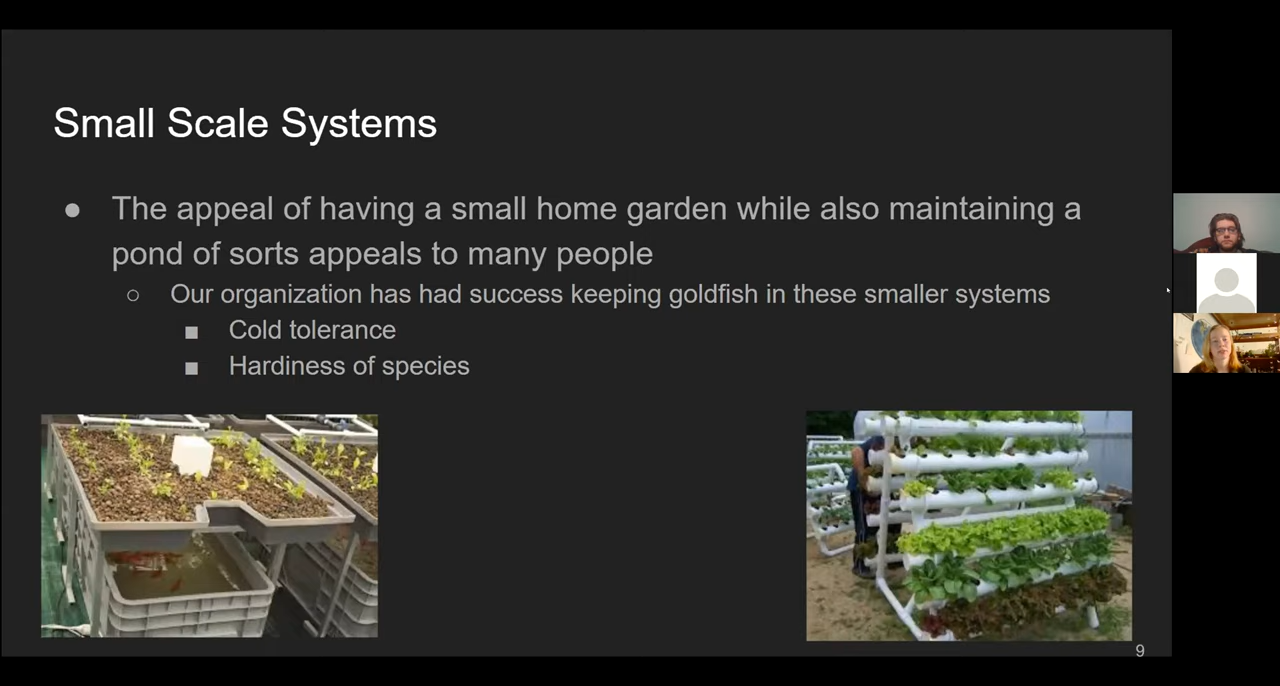 Small Scale Systems
● The appeal of having a small home garden while also maintaining a
pond of sorts appeals to many people
○ Our organization has had success keeping goldfish in these smaller systems
■ Cold tolerance
■ Hardiness of species
9